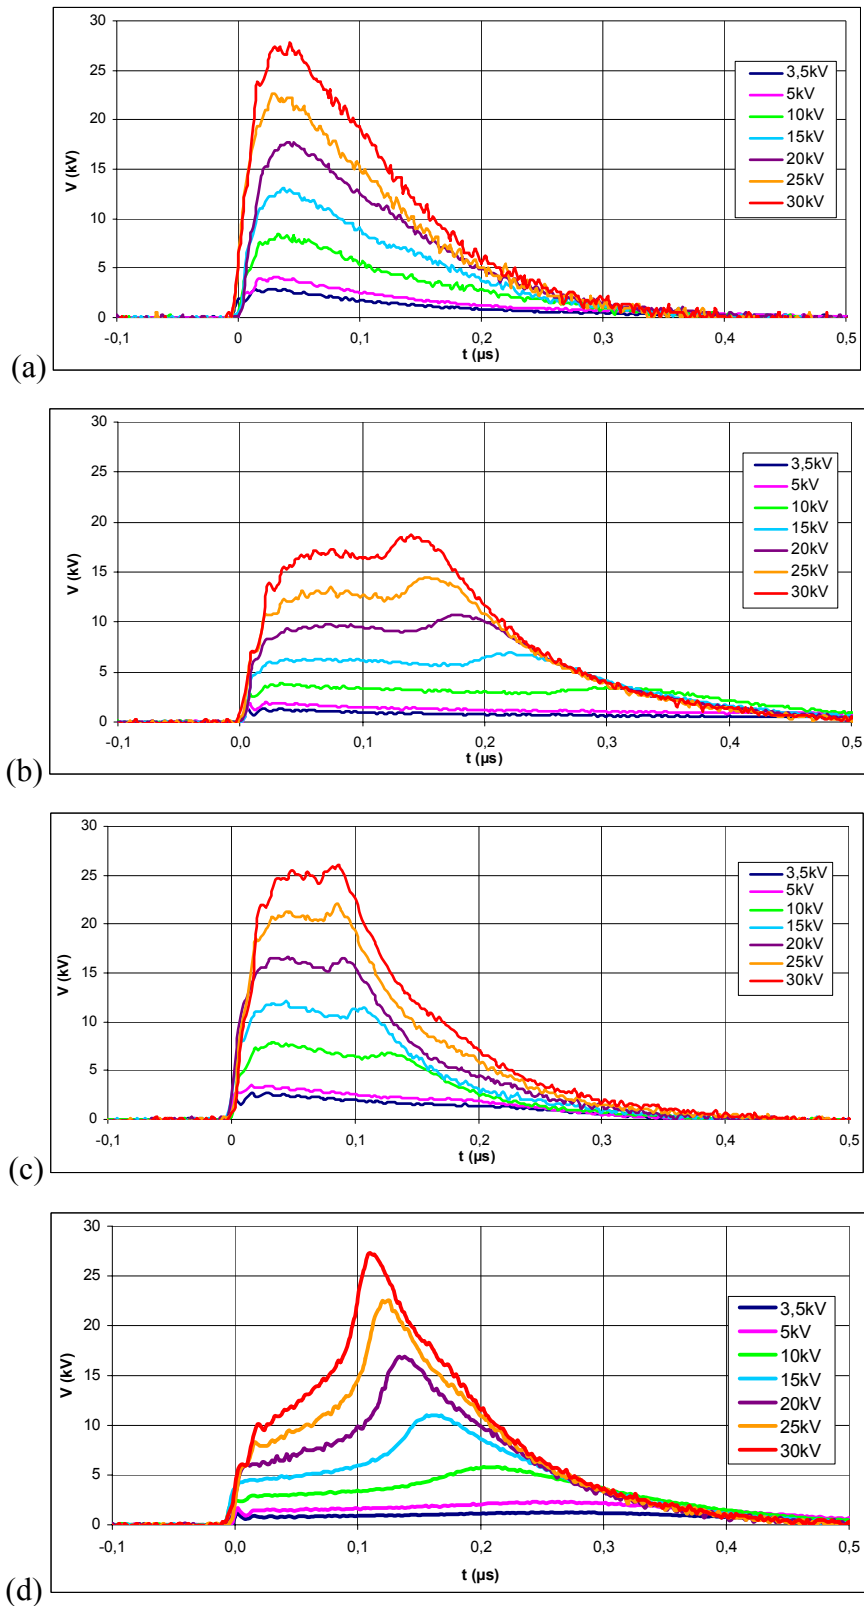 30
25
20
15
10
5
0
V (kV)
-0,1 0 0,1 0,2 0,3 0,4 0,5
t (µs)
3,5kV
5kV
10kV
15kV
20kV
25kV
30kV
(a)
30
25
20
15
10
5
0
V (kV)
-0,1 0,0 0,1 0,2 0,3 0,4 0,5
t (µs)
3,5kV
5kV
10kV
15kV
20kV
25kV
30kV
(b)
30
25
20
15
10
5
0
V (kV)
-0,1 0 0,1 0,2 0,3 0,4 0,5
t (µs)
3,5kV
5kV
10kV
15kV
20kV
25kV
30kV
(c)
30
25
20
15
10
5
0
V (kV)
-0,1 0,0 0,1 0,2 0,3 0,4 0,5
t (µs)
3,5kV
5kV
10kV
15kV
20kV
25kV
30kV
(d)